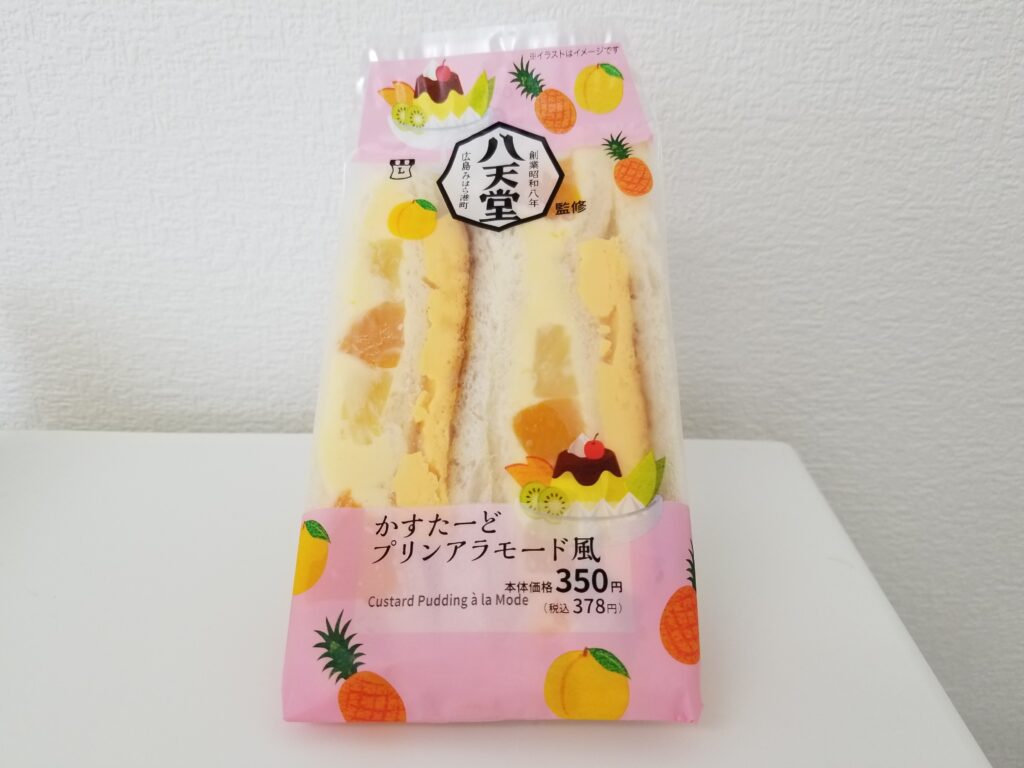 ※イラストはイメージです
創業昭和八年
八天堂
広島みはら港町
監修
L
かすたーど
プリンアラモード風
本体価格350円
Custard Pudding à la Mode
(税込378円)